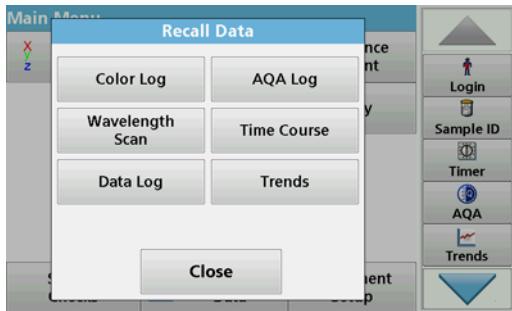 Main Menu
Recall Data
X
y
z
Color Log
AQA Log
Wavelength
Scan
Time Course
Data Log
Trends
Close
Login
Sample ID
Timer
AQA
Trends